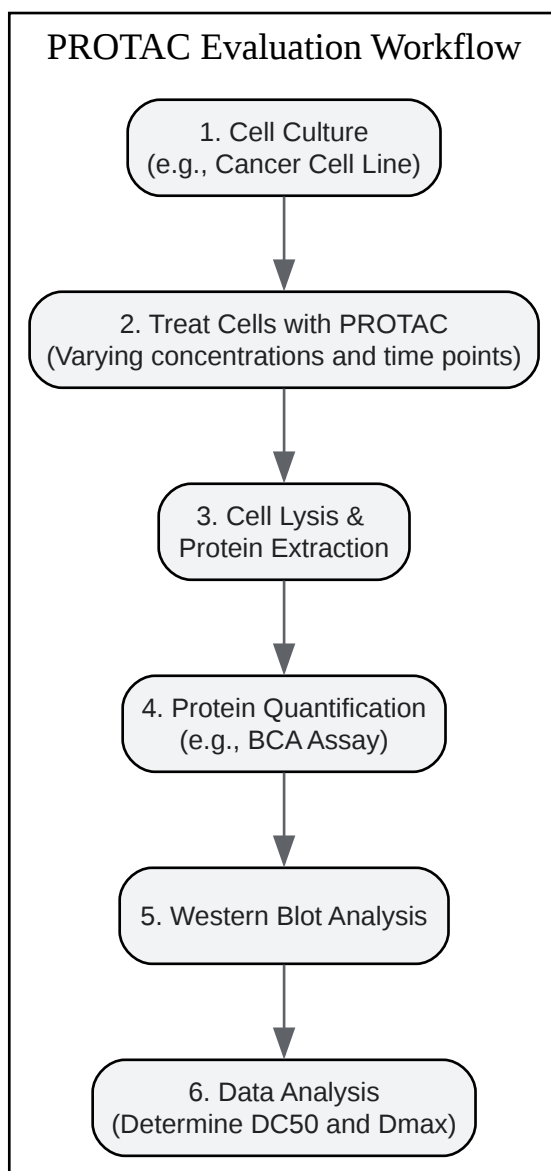 PROTAC Evaluation Workflow
1. Cell Culture
(e.g., Cancer Cell Line)
2. Treat Cells with PROTAC
(Varying concentrations and time points)
3. Cell Lysis &
Protein Extraction
4. Protein Quantification
(e.g., BCA Assay)
5. Western Blot Analysis
6. Data Analysis
(Determine DC50 and Dmax)